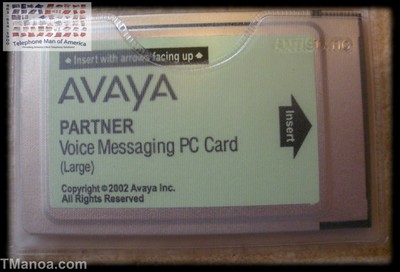 Telephone Man of America
♠ Insert with arrows facing up ♠
AVAYA
PARTNER
Voice Messaging PC Card
(Large)
Insert
Copyright © 2002 Avaya Inc.
All Rights Reserved
TManoa.com